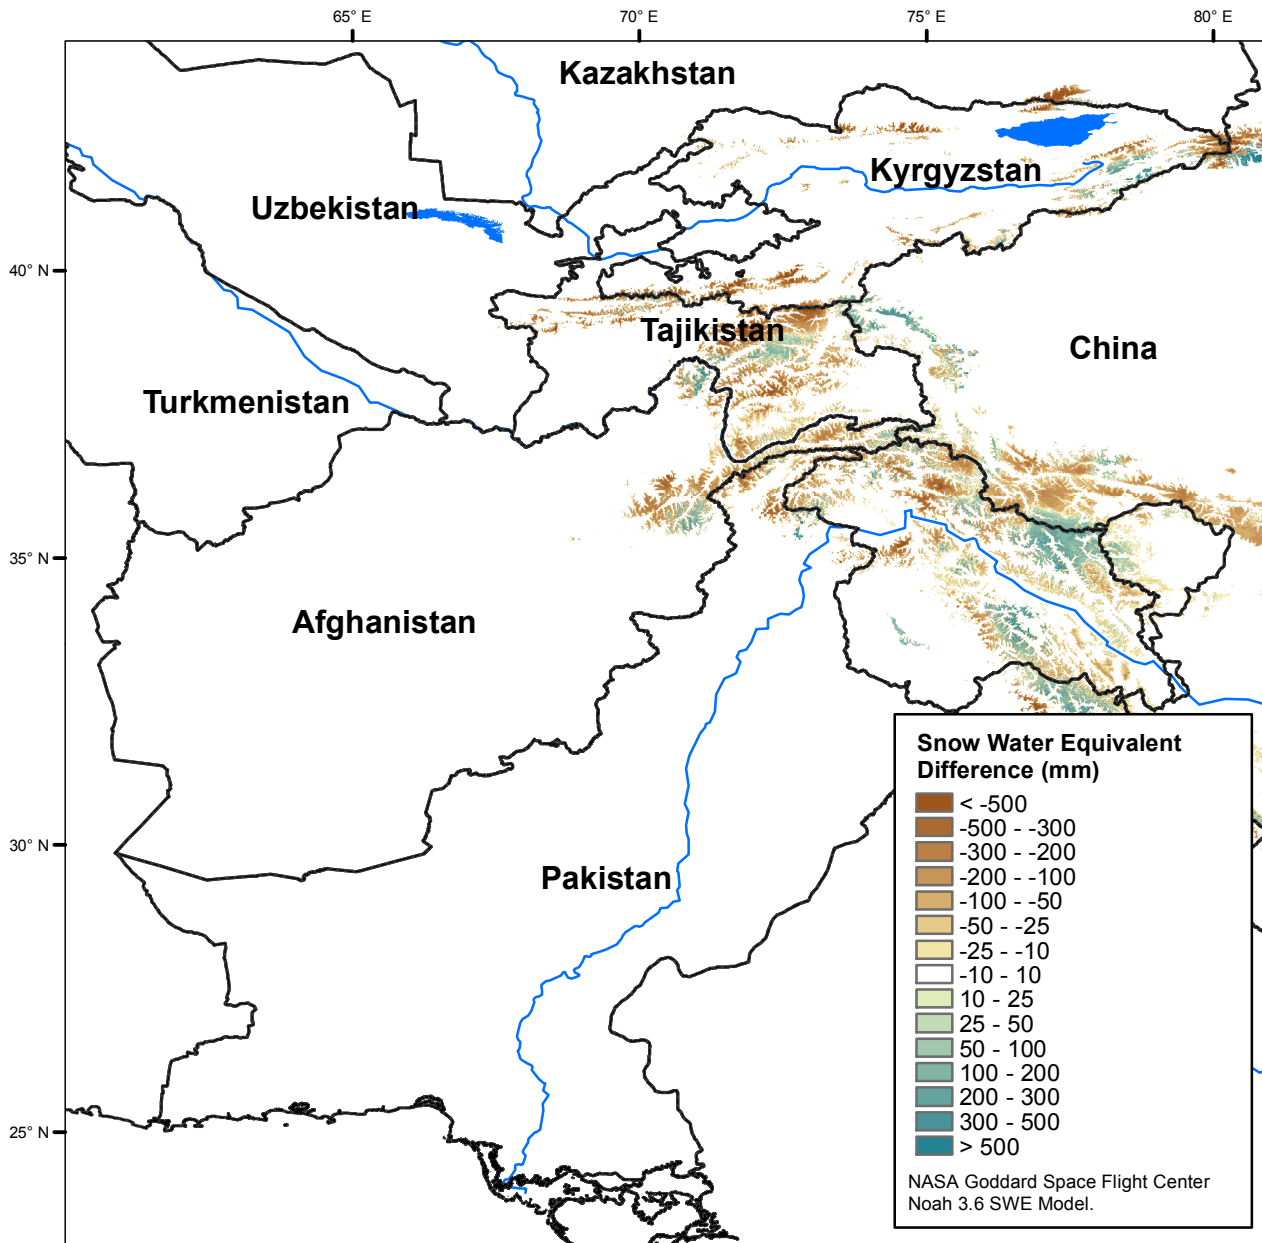 65° E
70° E
75° E
80° E
Kazakhstan
Kyrgyzstan
Uzbekistan
40° N
Tajikistan
China
Turkmenistan
35° N
Afghanistan
30° N
Pakistan
25° N
Snow Water Equivalent
Difference (mm)
< -500
-500 - -300
-300 - -200
-200 - -100
-100 - -50
-50 - -25
-25 - -10
-10 - 10
10 - 25
25 - 50
50 - 100
100 - 200
200 - 300
300 - 500
> 500
NASA Goddard Space Flight Center
Noah 3.6 SWE Model.